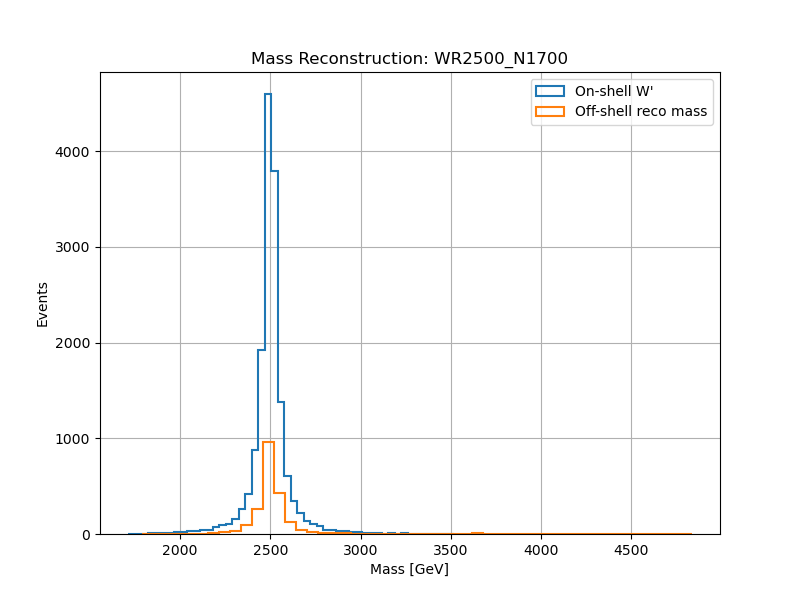 Mass Reconstruction: WR2500_N1700
On-shell W'
Off-shell reco mass
4000
3000
2000
1000
0
Events
2000 2500 3000 3500 4000 4500
Mass [GeV]